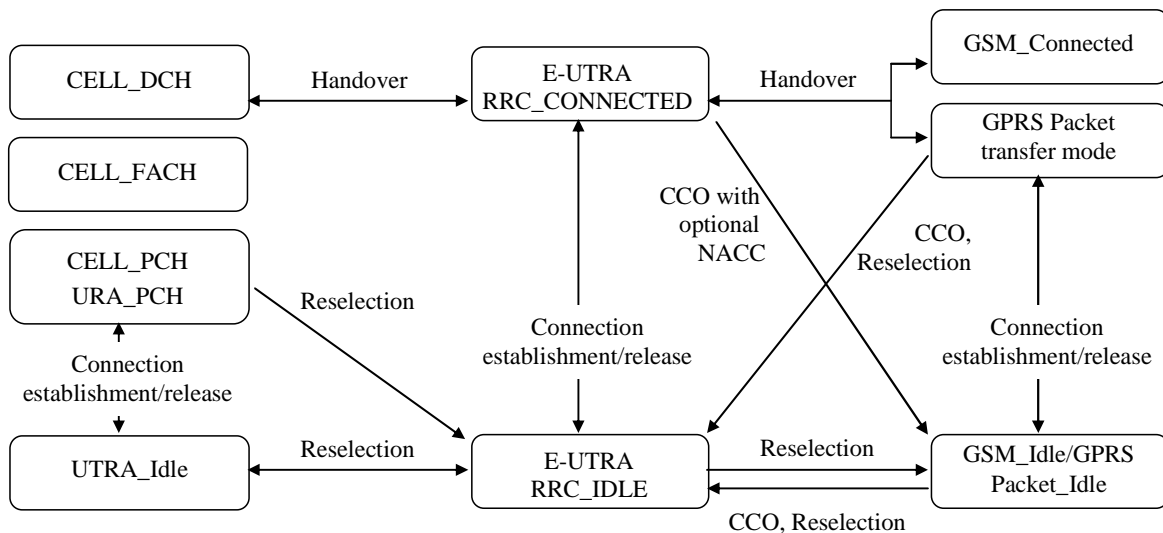 GSM_Connected
CELL_DCH
Handover
E-UTRA
RRC_CONNECTED
Handover
GPRS Packet
transfer mode
CELL_FACH
CCO with
optional
NACC
CCO,
Reselection
CELL_PCH
URA_PCH
Reselection
Connection
establishment/release
Connection
establishment/release
Connection
establishment/release
UTRA_Idle
Reselection
E-UTRA
RRC_IDLE
Reselection
GSM_Idle/GPRS
Packet_Idle
CCO, Reselection